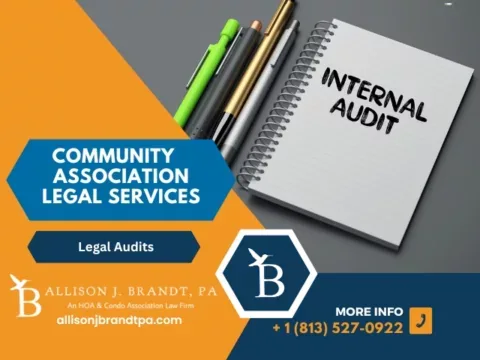 INTERNAL
AUDIT
COMMUNITY
ASSOCIATION
LEGAL SERVICES
Legal Audits
B
ALLISON J. BRANDT, PA
An HOA & Condo Association Law Firm
allisonjbrandtpa.com
B
MORE INFO
+ 1 (813) 527-0922